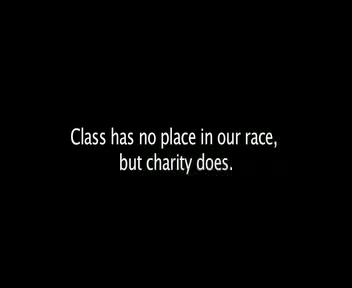 Class has no place in our race,
but charity does.